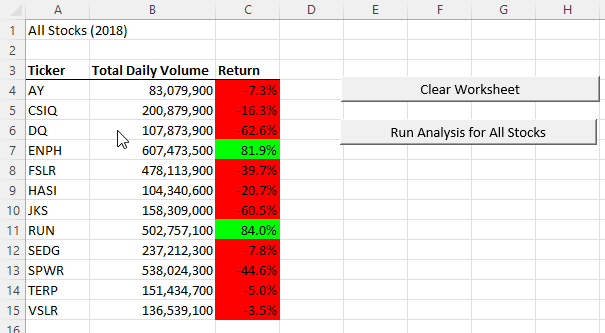 A B C D E F G H
1 All Stocks (2018)
2
3 Ticker Total Daily Volume Return
4 AY 83,079,900 -7.3% Clear Worksheet
5 CSIQ 200,879,900 -16.3%
6 DQ 107,873,900 -62.6% Run Analysis for All Stocks
7 ENPH 607,473,500 81.9%
8 FSLR 478,113,900 -39.7%
9 HASI 104,340,600 -20.7%
10 JKS 158,309,000 -60.5%
11 RUN 502,757,100 84.0%
12 SEDG 237,212,300 -7.8%
13 SPWR 538,024,300 -44.6%
14 TERP 151,434,700 -5.0%
15 VSLR 136,539,100 -3.5%
16